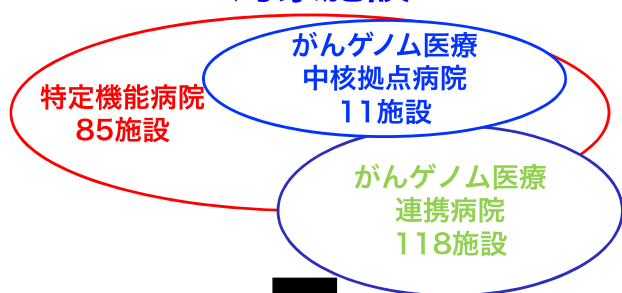 がんゲノム医療
中核拠点病院
11施設
特定機能病院
85施設
がんゲノム医療
連携病院
118施設